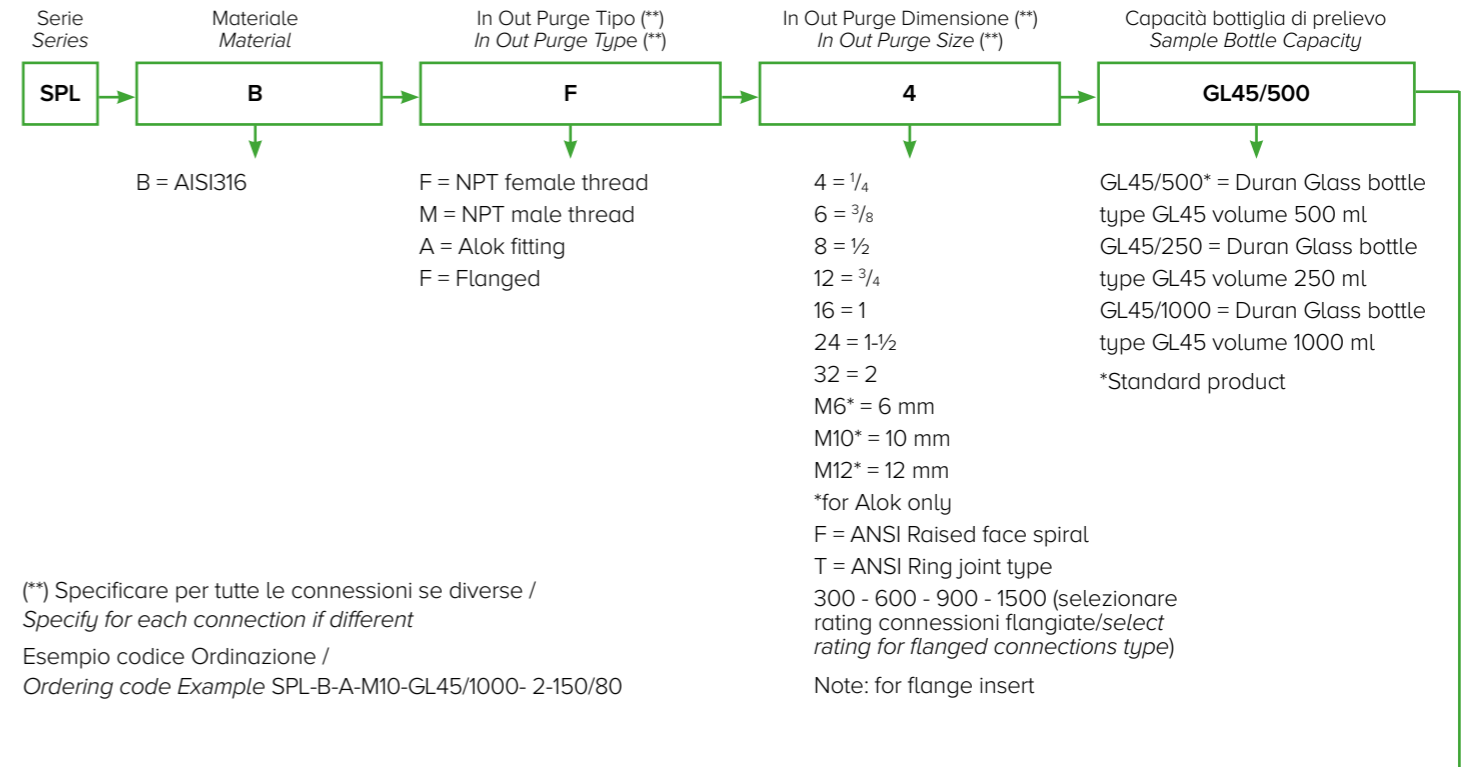 Serie
Series
Materiale
Material
In Out Purge Tipo (**)
In Out Purge Type (**)
In Out Purge Dimensione (**)
In Out Purge Size (**)
Capacità bottiglia di prelievo
Sample Bottle Capacity
SPL
B
F
4
GL45/500
B = AISI316
F = NPT female thread
M = NPT male thread
A = Alok fitting
F = Flanged
4 = 1/4
6 = 3/8
8 = ½
12 = 3/4
16 = 1
24 = 1-½
32 = 2
M6* = 6 mm
M10* = 10 mm
M12* = 12 mm
*for Alok only
F = ANSI Raised face spiral
T = ANSI Ring joint type
300 - 600 - 900 - 1500 (selezionare
rating connessioni flangiate/select
rating for flanged connections type)
Note: for flange insert
GL45/500* = Duran Glass bottle
type GL45 volume 500 ml
GL45/250 = Duran Glass bottle
type GL45 volume 250 ml
GL45/1000 = Duran Glass bottle
type GL45 volume 1000 ml
*Standard product
(**) Specificare per tutte le connessioni se diverse /
Specify for each connection if different
Esempio codice Ordinazione /
Ordering code Example SPL-B-A-M10-GL45/1000- 2-150/80